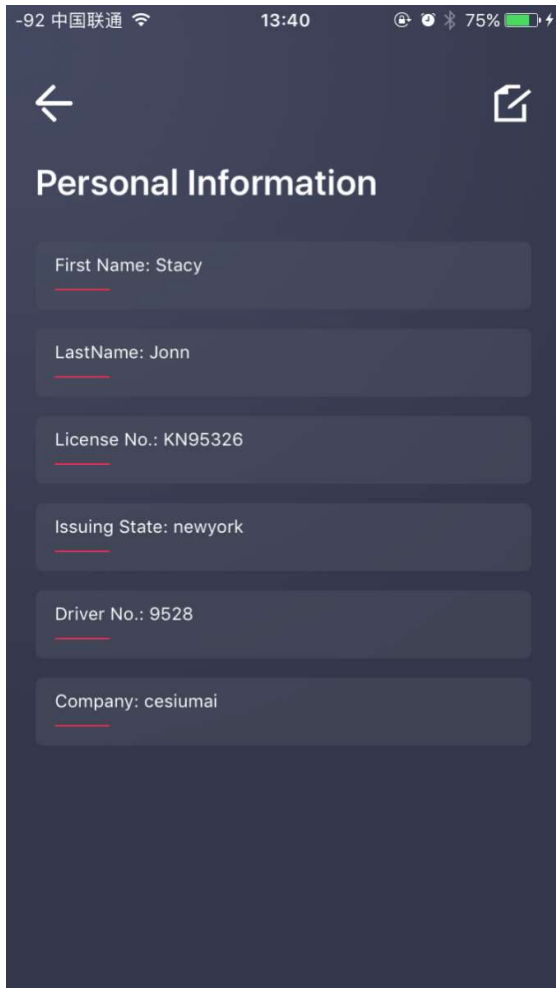 -92 中国联通 13:40 75%
Personal Information
First Name: Stacy
LastName: Jonn
License No.: KN95326
Issuing State: newyork
Driver No.: 9528
Company: cesiumai